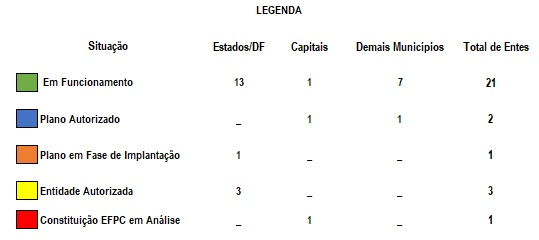 LEGENDA
Situação Estados/DF Capitais Demais Municípios Total de Entes
Em Funcionamento 13 1 7 21
Plano Autorizado _ 1 1 2
Plano em Fase de Implantação 1 _ _ 1
Entidade Autorizada 3 _ _ 3
Constituição EFPC em Análise _ 1 _ 1